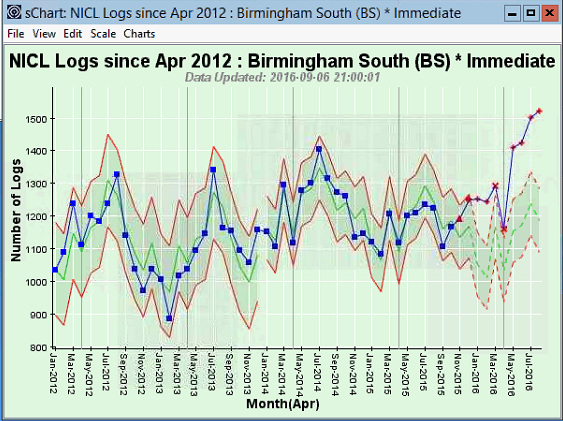 sChart: NICL Logs since Apr 2012 : Birmingham South (BS) * Immediate
File View Edit Scale Charts
NICL Logs since Apr 2012 : Birmingham South (BS) * Immediate
Data Updated: 2016-09-06 21:00:01
Number of Logs
1500
1400
1300
1200
1100
1000
900
800
Jan-2012
Mar-2012
May-2012
Jul-2012
Sep-2012
Nov-2012
Jan-2013
Mar-2013
May-2013
Jul-2013
Sep-2013
Nov-2013
Jan-2014
Mar-2014
May-2014
Jul-2014
Sep-2014
Nov-2014
Jan-2015
Mar-2015
May-2015
Jul-2015
Sep-2015
Nov-2015
Jan-2016
Mar-2016
May-2016
Jul-2016
Month(Apr)